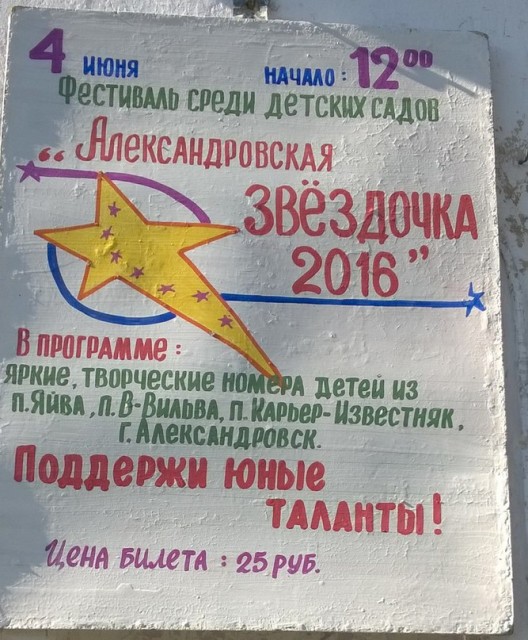 4 июня начало: 12⁰⁰
Фестиваль среди детских садов
"Александровская
звёздочка
2016"
В программе:
яркие, творческие номера детей из
п.Яйва, п.В-Вильва, п.Карьер-Известняк,
г.Александровск.
Поддержи юные
таланты!
Цена билета: 25 руб.